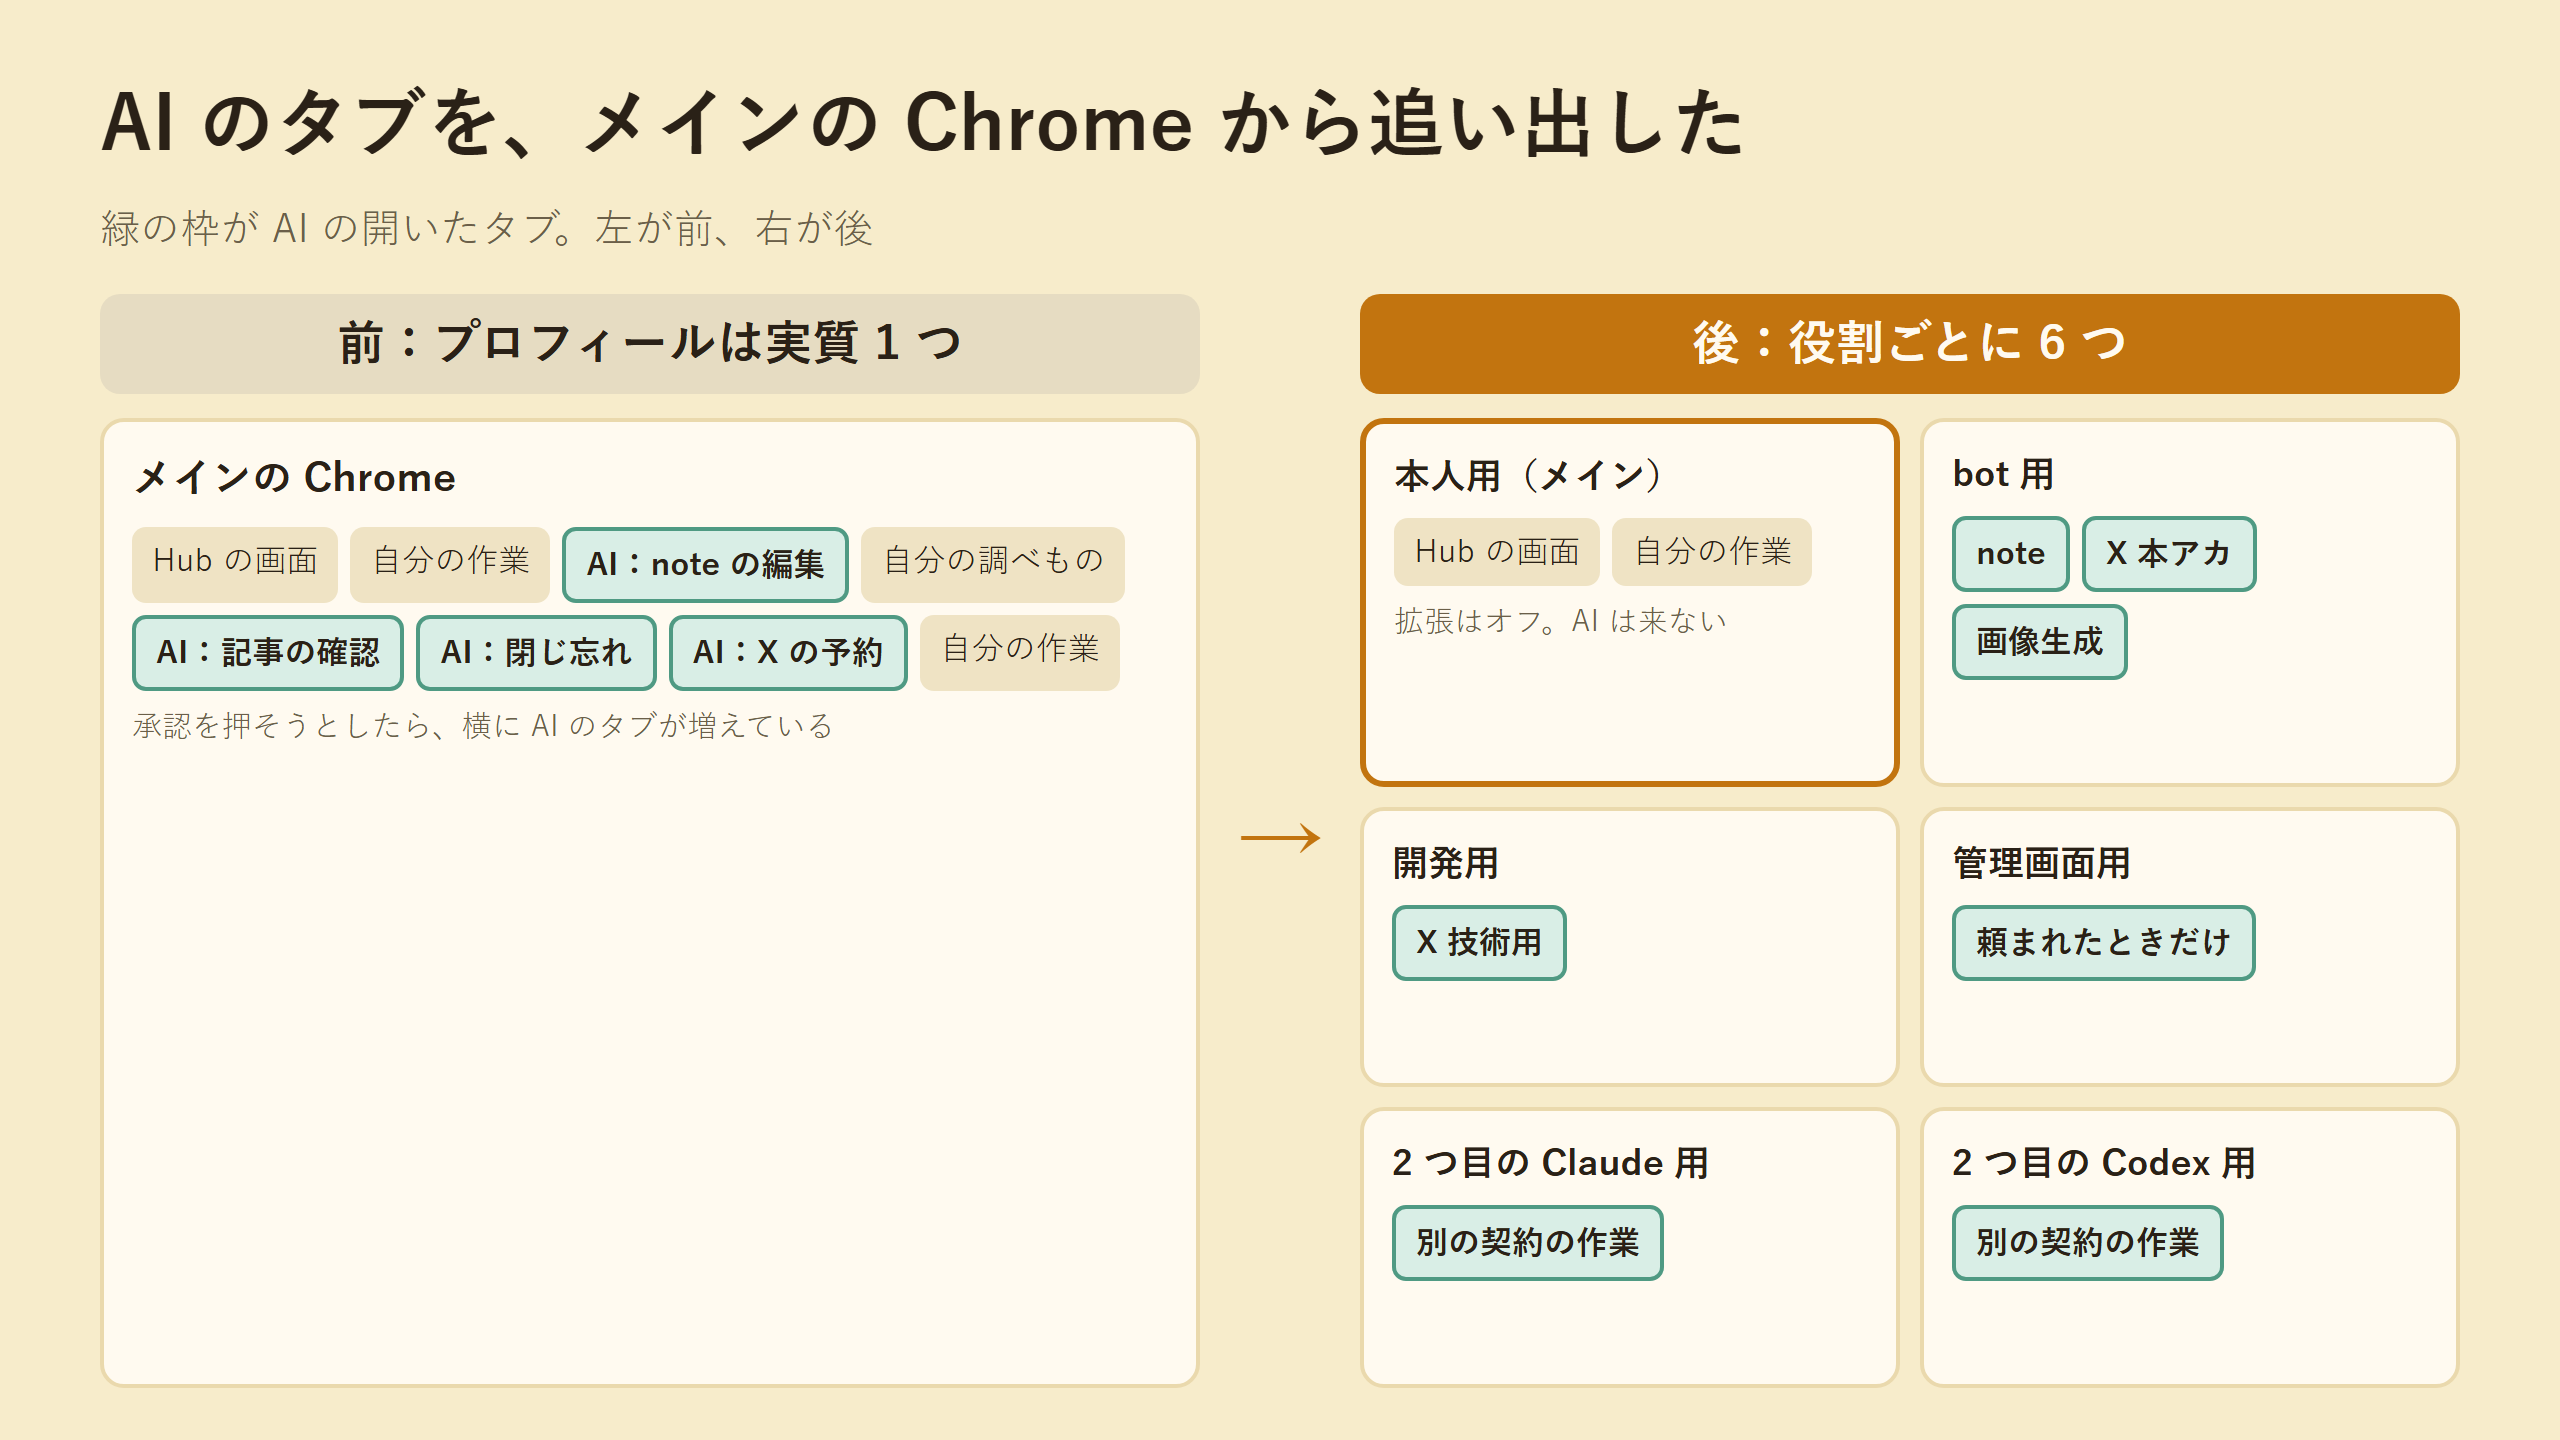 AI のタブを、メインの Chrome から追い出した
緑の枠が AI の開いたタブ。左が前、右が後
前：プロフィールは実質 1 つ
メインの Chrome
Hub の画面
自分の作業
AI：note の編集
自分の調べもの
AI：記事の確認
AI：閉じ忘れ
AI：X の予約
自分の作業
承認を押そうとしたら、横に AI のタブが増えている
→
後：役割ごとに 6 つ
本人用（メイン）
Hub の画面
自分の作業
拡張はオフ。AI は来ない
bot 用
note
X 本アカ
画像生成
開発用
X 技術用
管理画面用
頼まれたときだけ
2 つ目の Claude 用
別の契約の作業
2 つ目の Codex 用
別の契約の作業